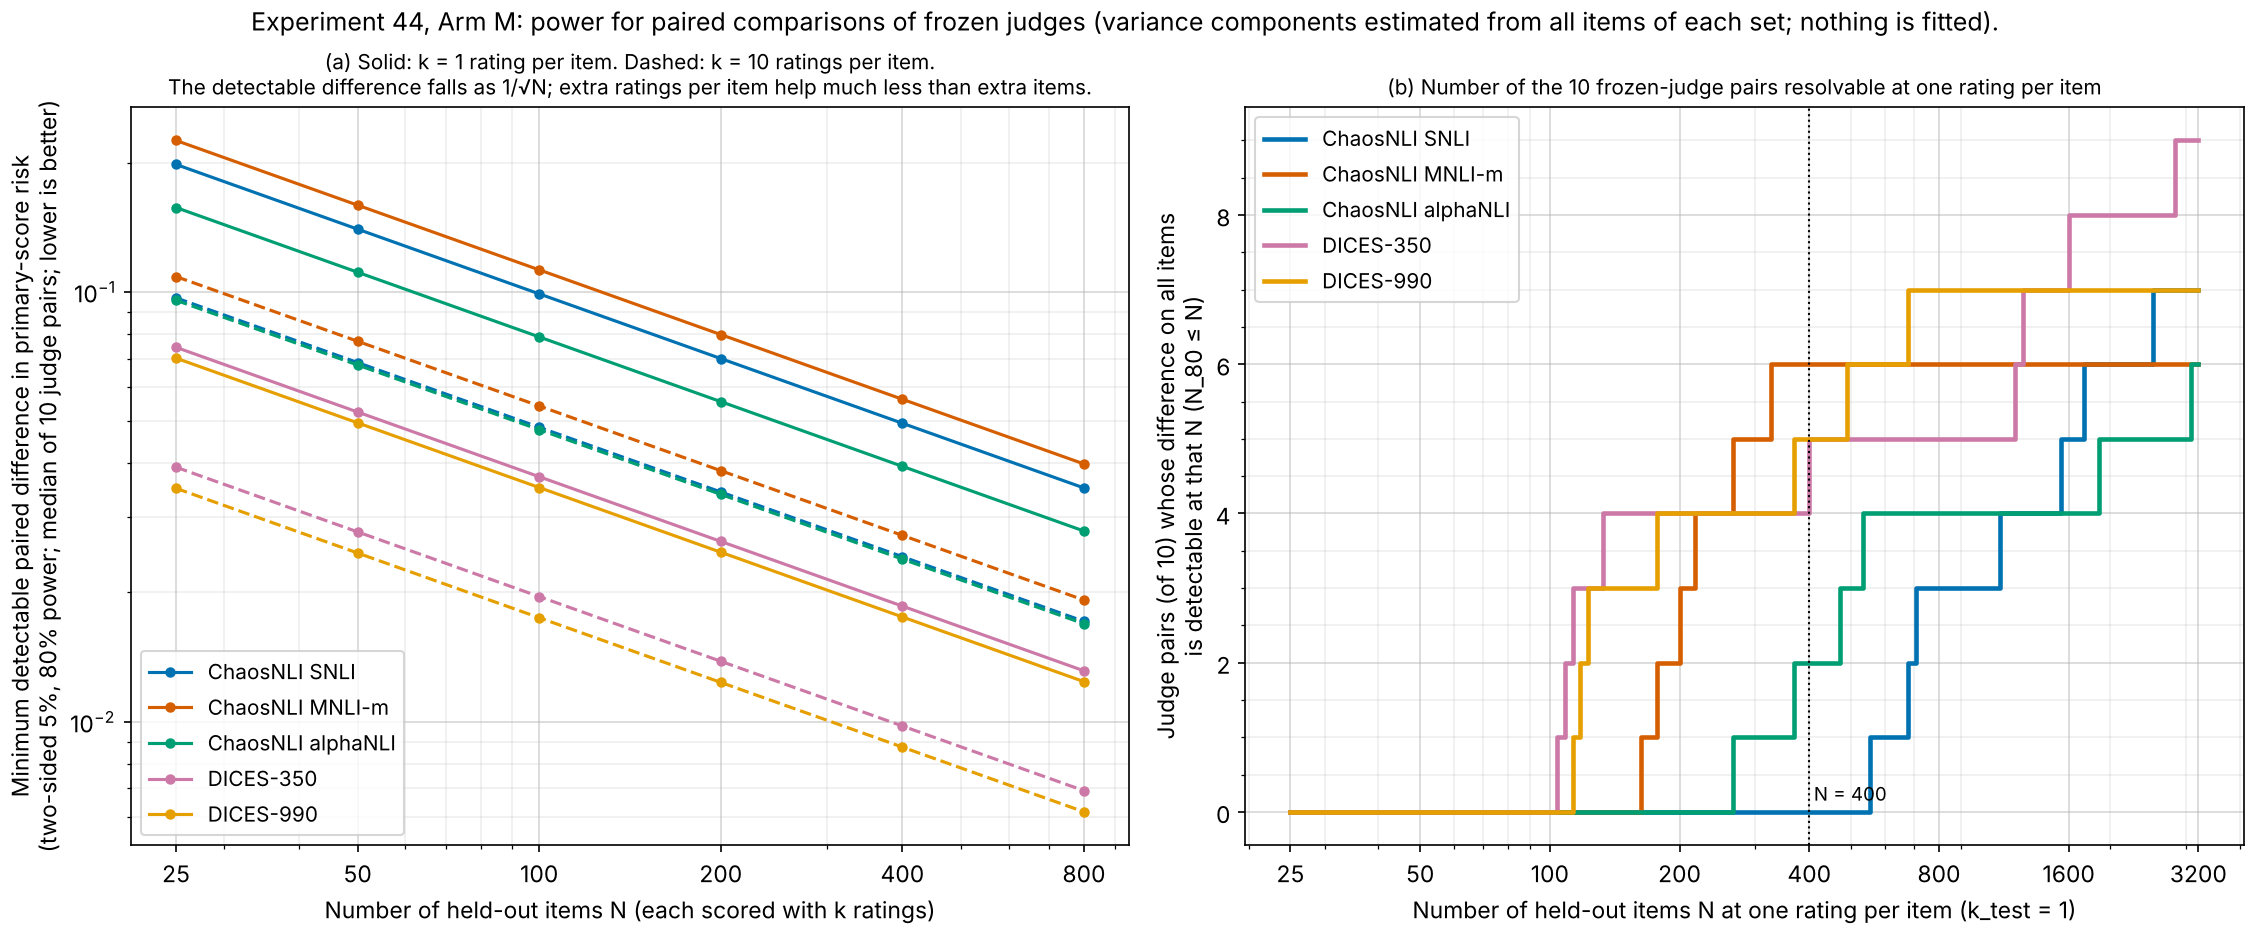 Experiment 44, Arm M: power for paired comparisons of frozen judges (variance components estimated from all items of each set; nothing is fitted).
(a) Solid: k = 1 rating per item. Dashed: k = 10 ratings per item.
The detectable difference falls as 1/√N; extra ratings per item help much less than extra items.
Minimum detectable paired difference in primary-score risk
(two-sided 5%, 80% power; median of 10 judge pairs; lower is better)
10⁻¹
10⁻²
ChaosNLI SNLI
ChaosNLI MNLI-m
ChaosNLI alphaNLI
DICES-350
DICES-990
25 50 100 200 400 800
Number of held-out items N (each scored with k ratings)
(b) Number of the 10 frozen-judge pairs resolvable at one rating per item
Judge pairs (of 10) whose difference on all items
is detectable at that N (N_80 ≤ N)
8
6
4
2
0
ChaosNLI SNLI
ChaosNLI MNLI-m
ChaosNLI alphaNLI
DICES-350
DICES-990
N = 400
25 50 100 200 400 800 1600 3200
Number of held-out items N at one rating per item (k_test = 1)